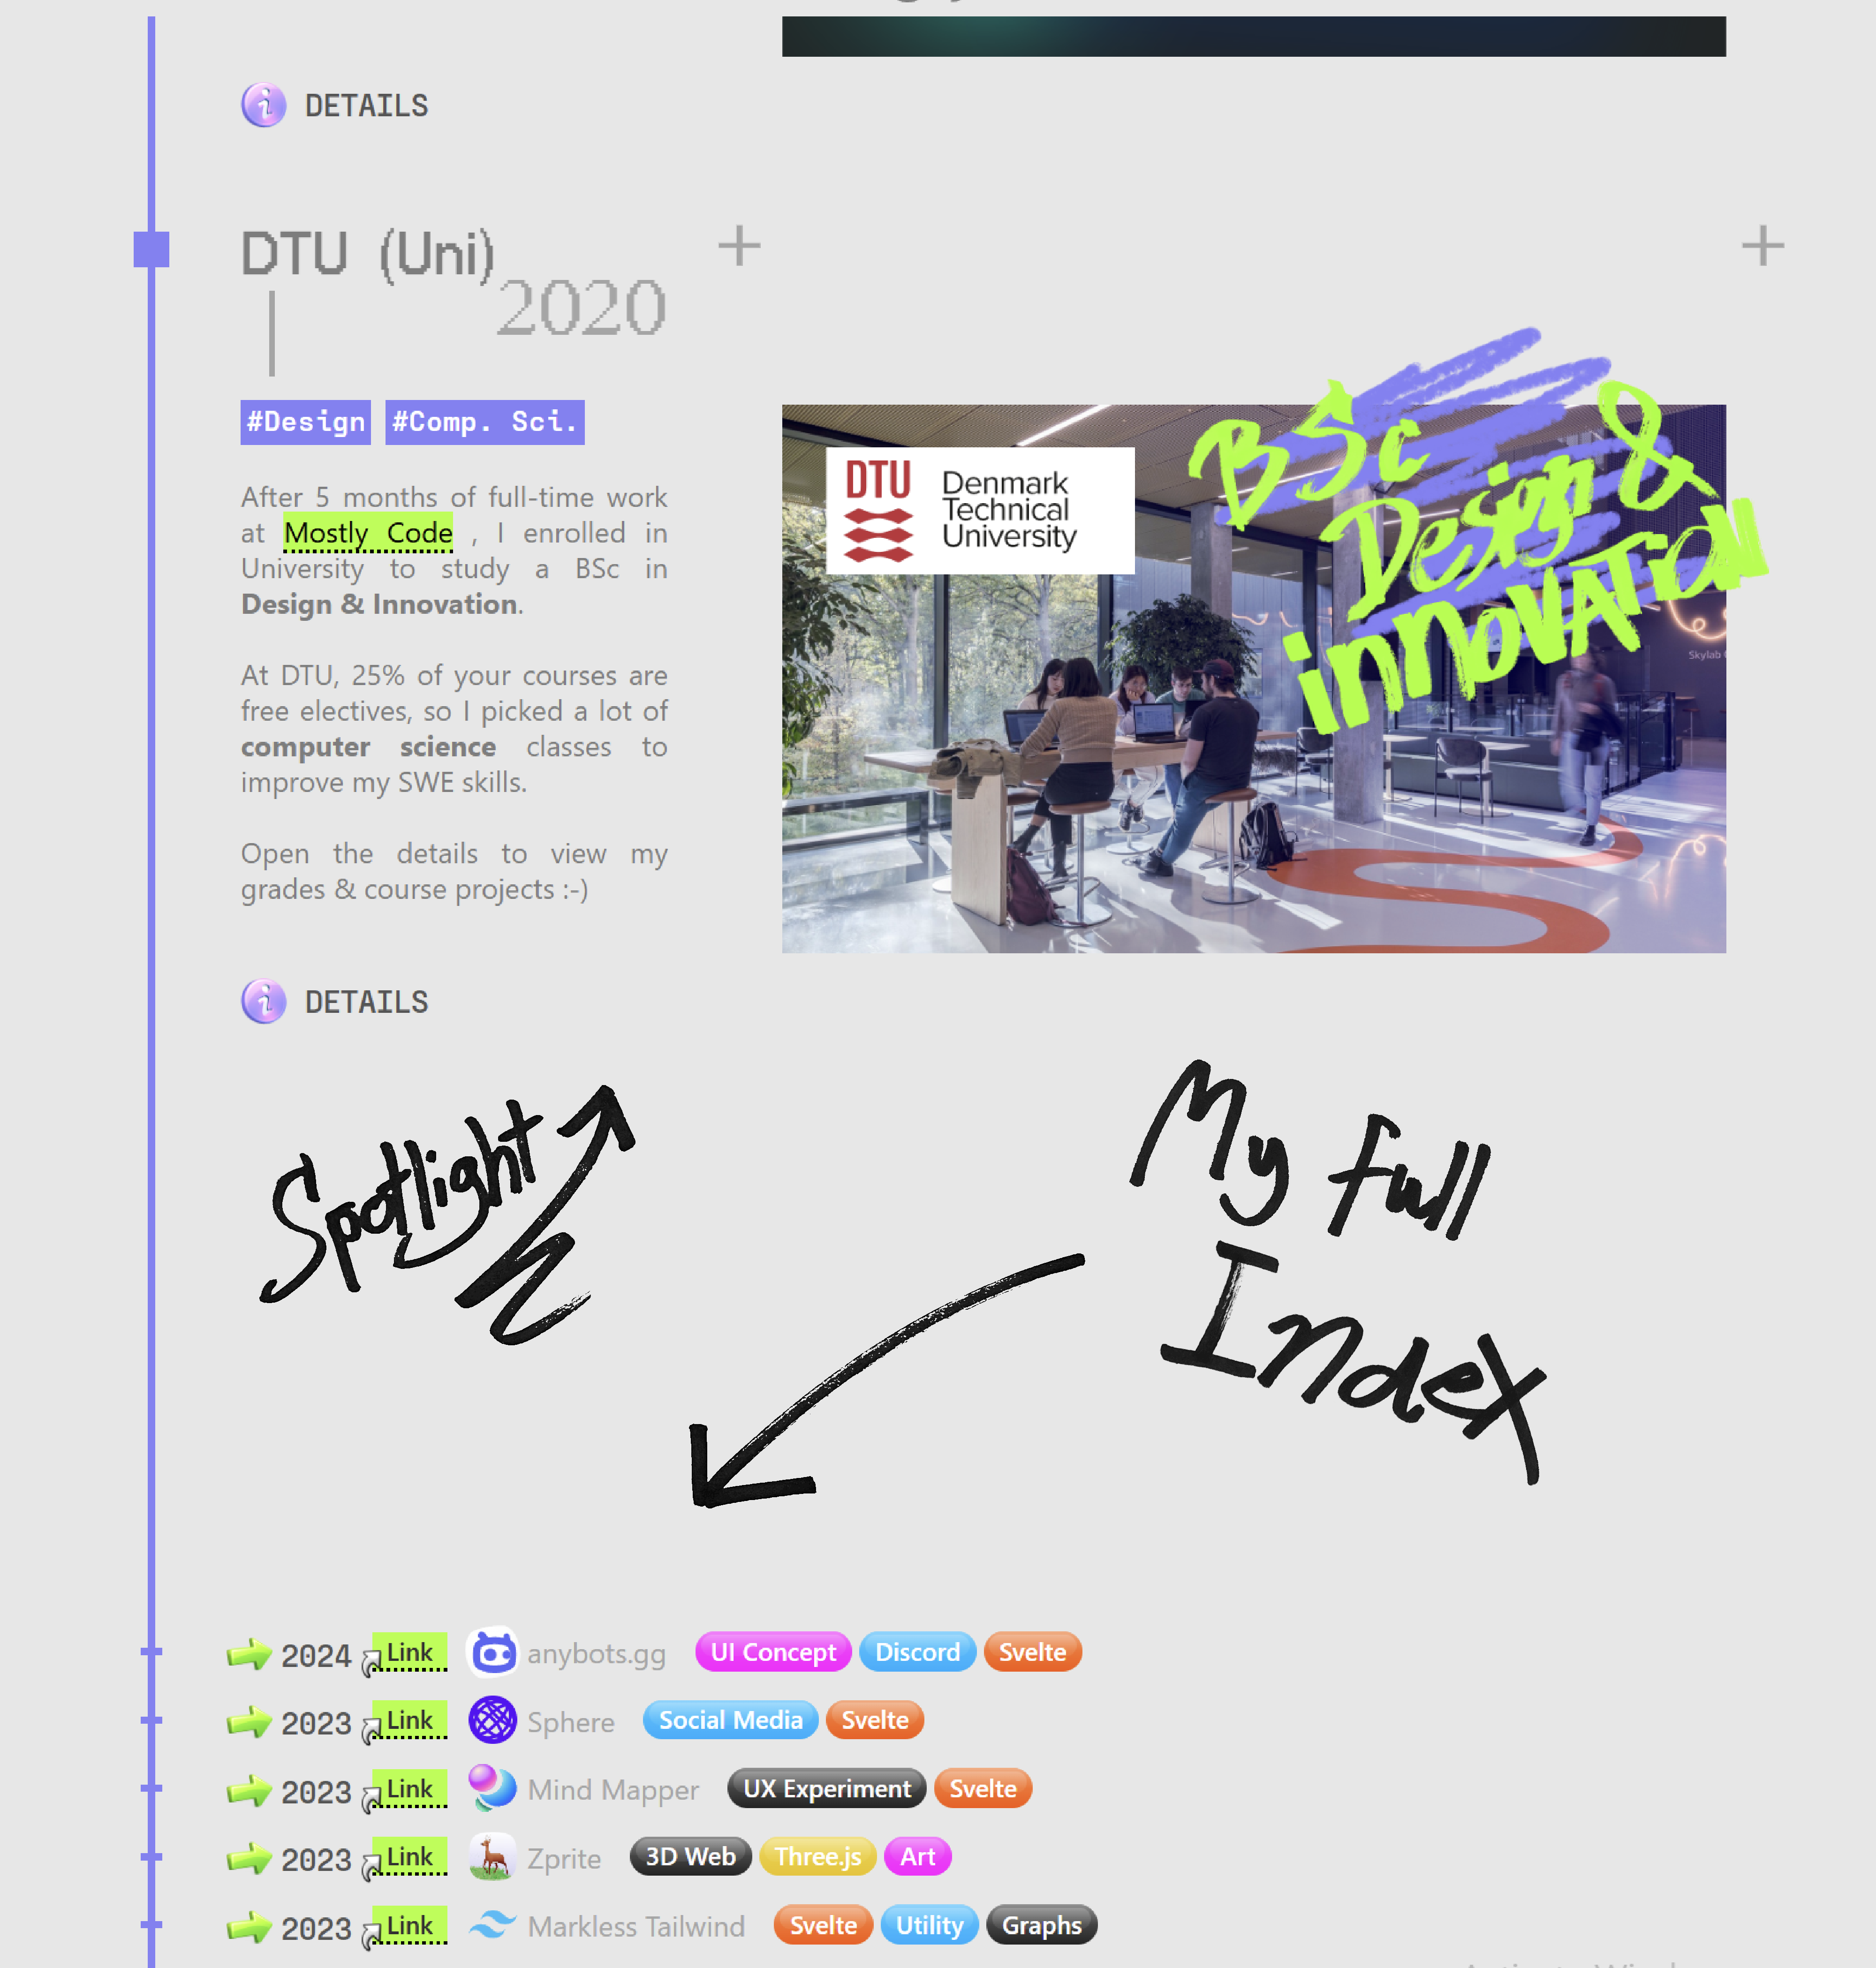 DETAILS
DTU (Uni)
2020
#Design #Comp. Sci.
After 5 months of full-time work
at Mostly Code , I enrolled in
University to study a BSc in
Design & Innovation.
At DTU, 25% of your courses are
free electives, so I picked a lot of
computer science classes to
improve my SWE skills.
Open the details to view my
grades & course projects :-)
DTU
Denmark
Technical
University
BSc
Design &
innovation
Skylab
DETAILS
Spotlight
My full
Index
2024 Link anybots.gg UI Concept Discord Svelte
2023 Link Sphere Social Media Svelte
2023 Link Mind Mapper UX Experiment Svelte
2023 Link Zprite 3D Web Three.js Art
2023 Link Markless Tailwind Svelte Utility Graphs